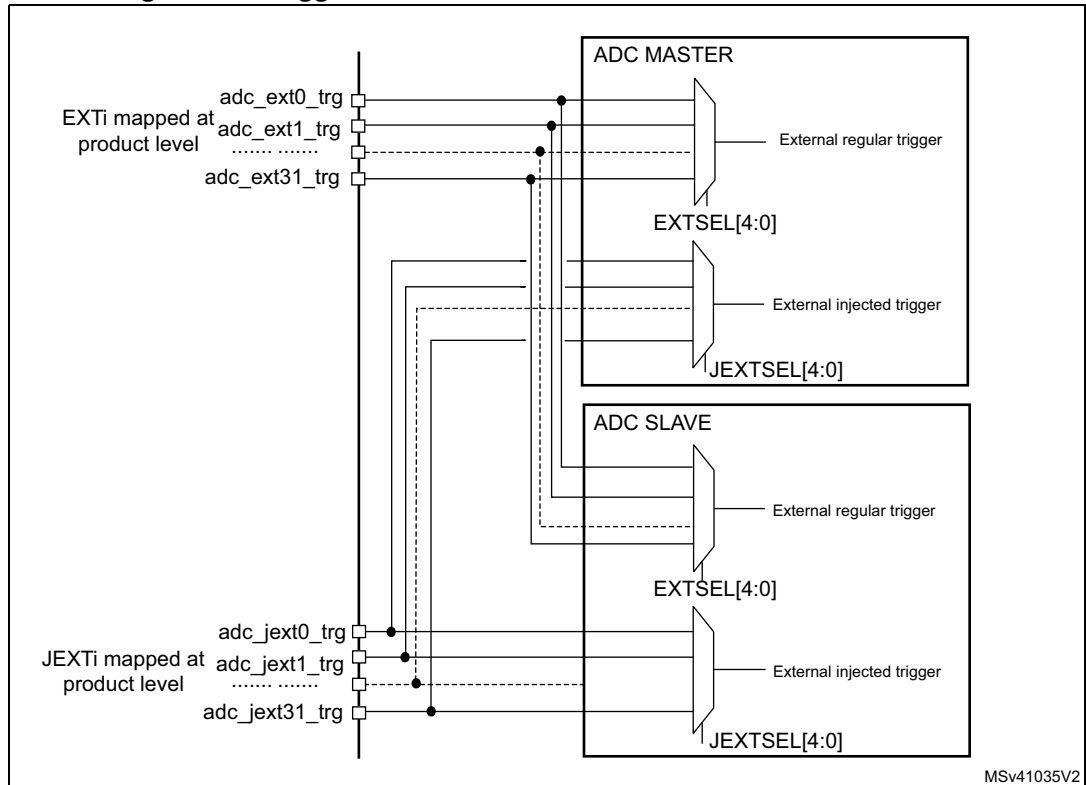 ADC MASTER
adc_ext0_trg
EXTi mapped at
product level
adc_ext1_trg
....... .......
adc_ext31_trg
External regular trigger
EXTSEL[4:0]
External injected trigger
JEXTSEL[4:0]
ADC SLAVE
External regular trigger
EXTSEL[4:0]
adc_jext0_trg
JEXTi mapped at
product level
adc_jext1_trg
....... .......
adc_jext31_trg
External injected trigger
JEXTSEL[4:0]
MSv41035V2